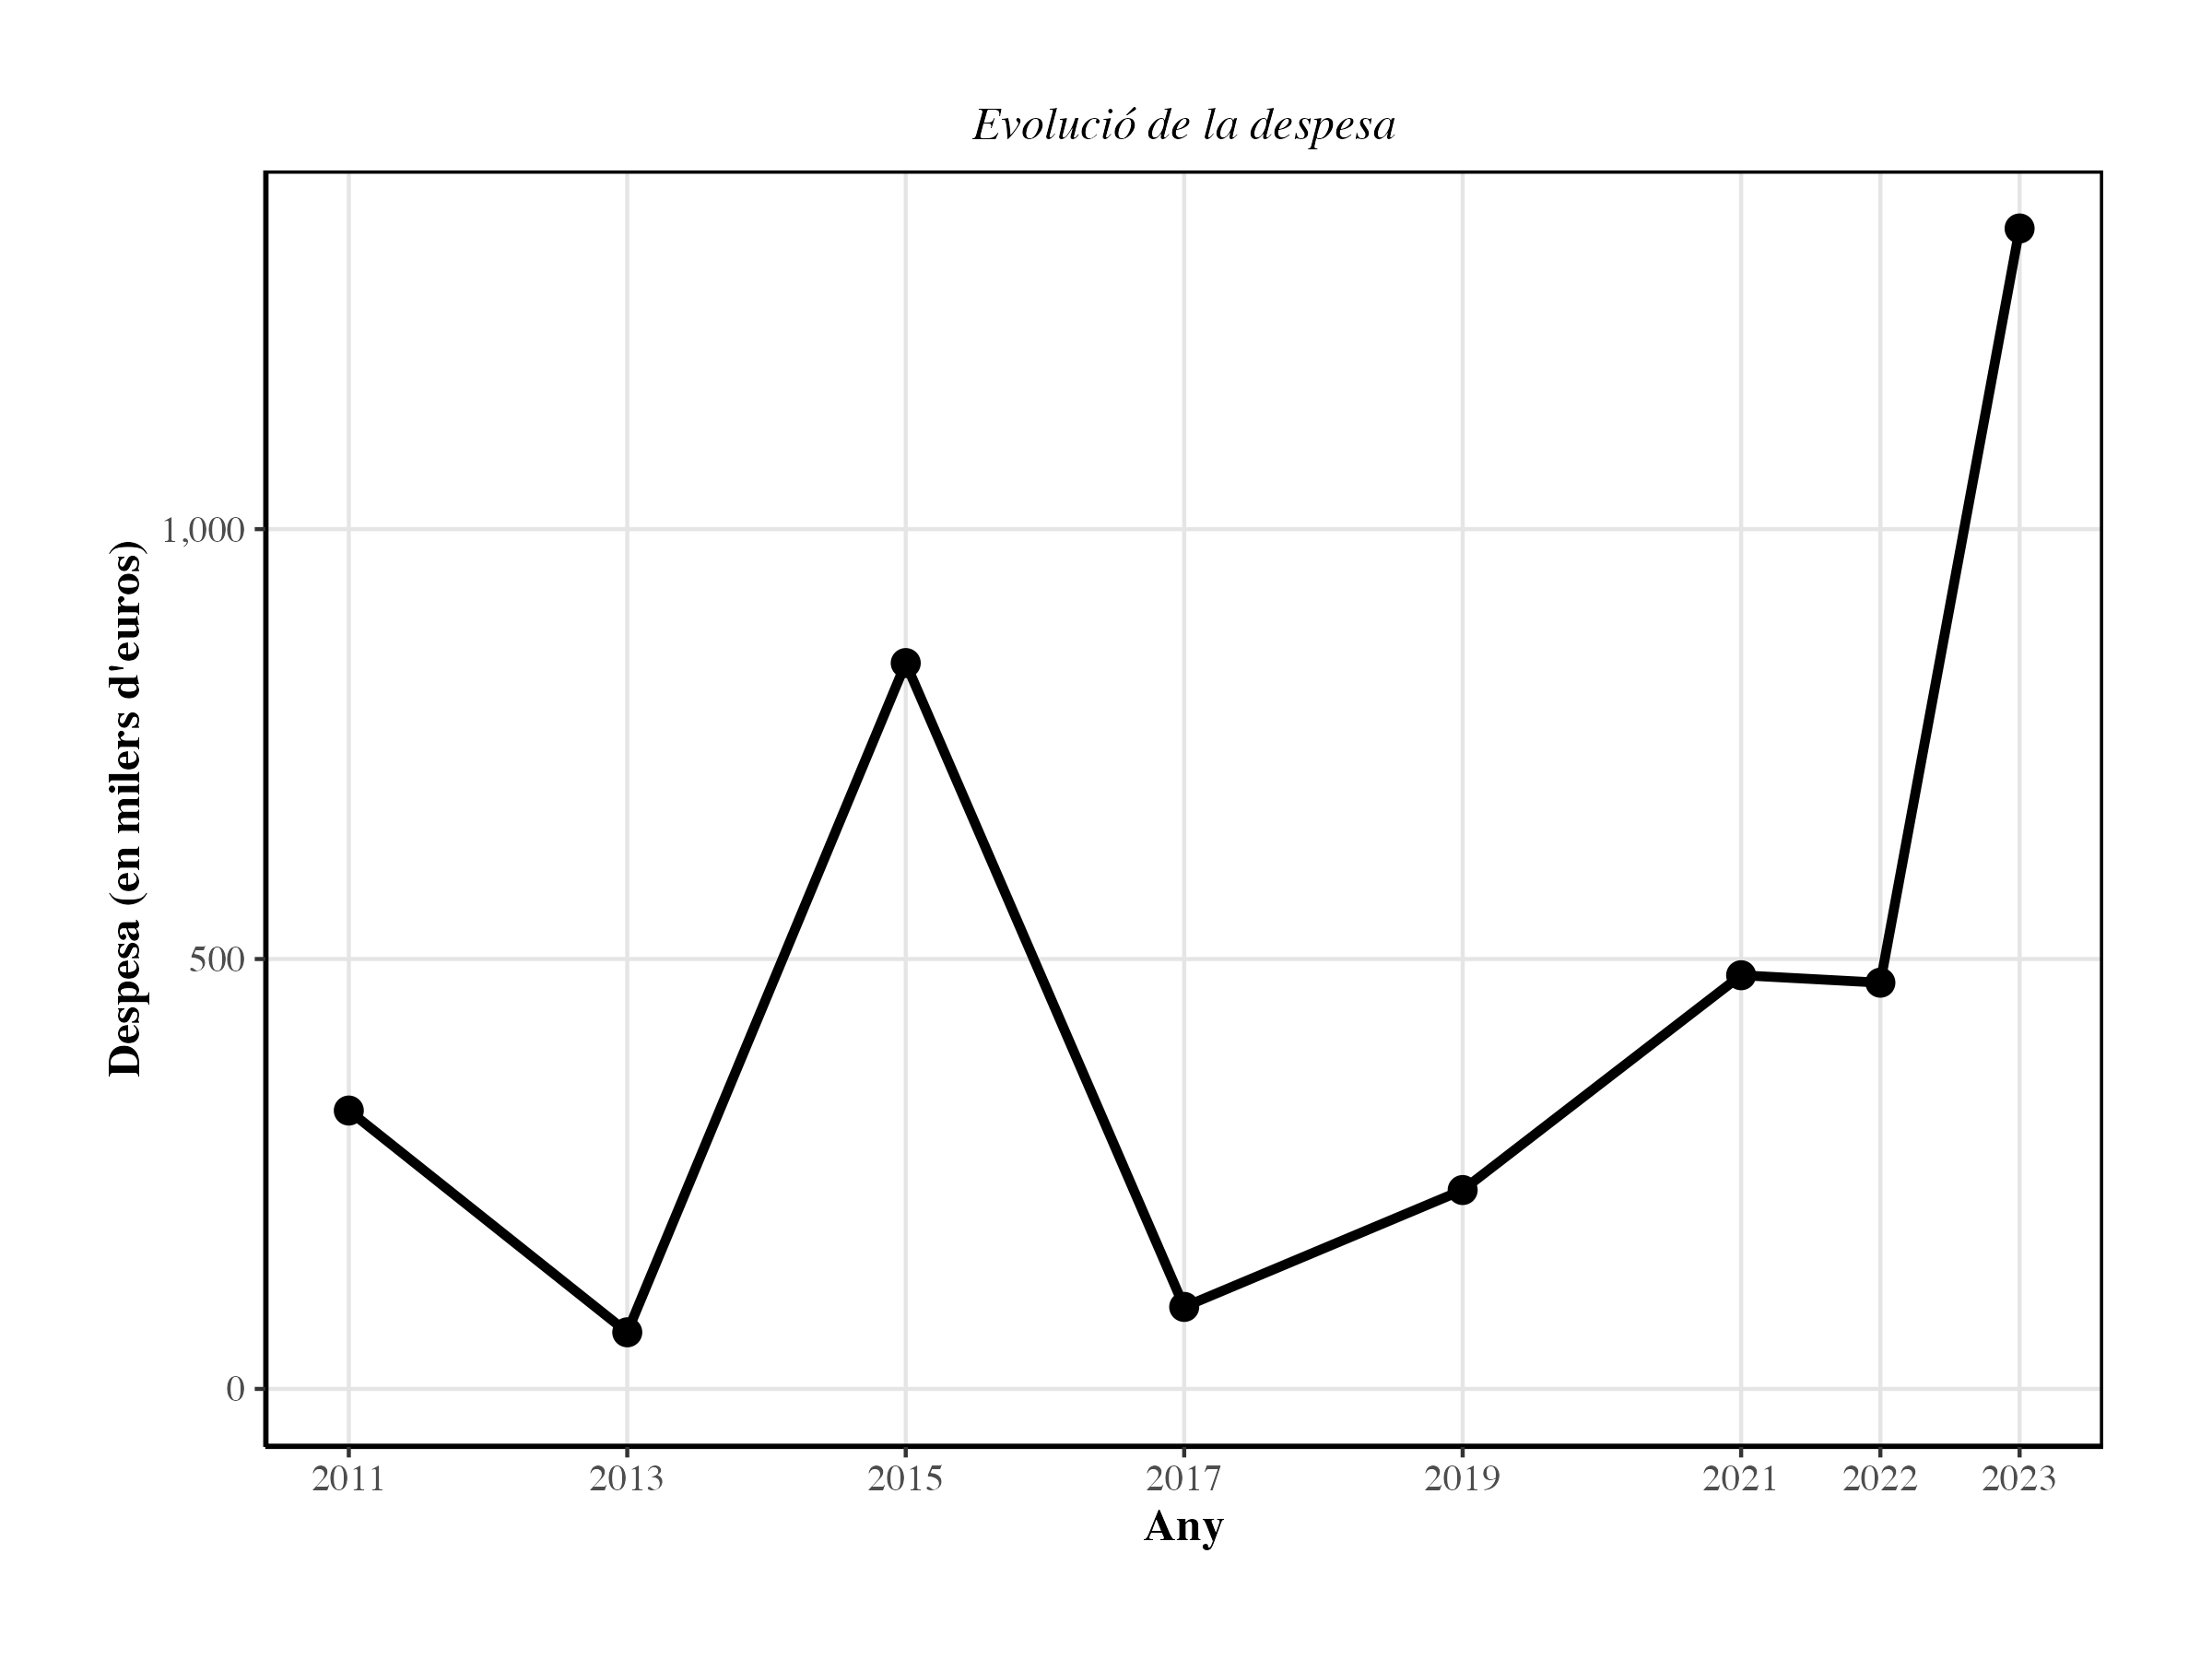 Evolució de la despesa
Despesa (en milers d'euros)
1,000
500
0
2011 2013 2015 2017 2019 2021 2022 2023
Any